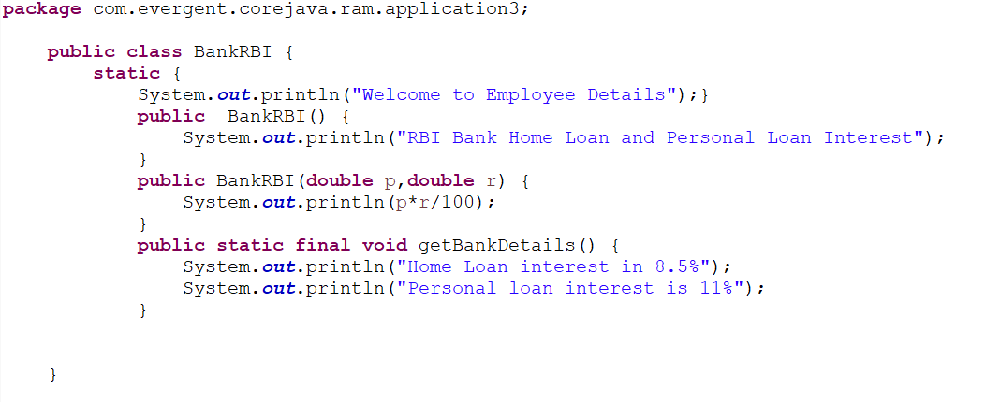 package com.evergent.corejava.ram.application3;
public class BankRBI {
static {
System.out.println("Welcome to Employee Details");}
public  BankRBI() {
System.out.println("RBI Bank Home Loan and Personal Loan Interest");
}
public BankRBI(double p,double r) {
System.out.println(p*r/100);
}
public static final void getBankDetails() {
System.out.println("Home Loan interest in 8.5%");
System.out.println("Personal loan interest is 11%");
}
}